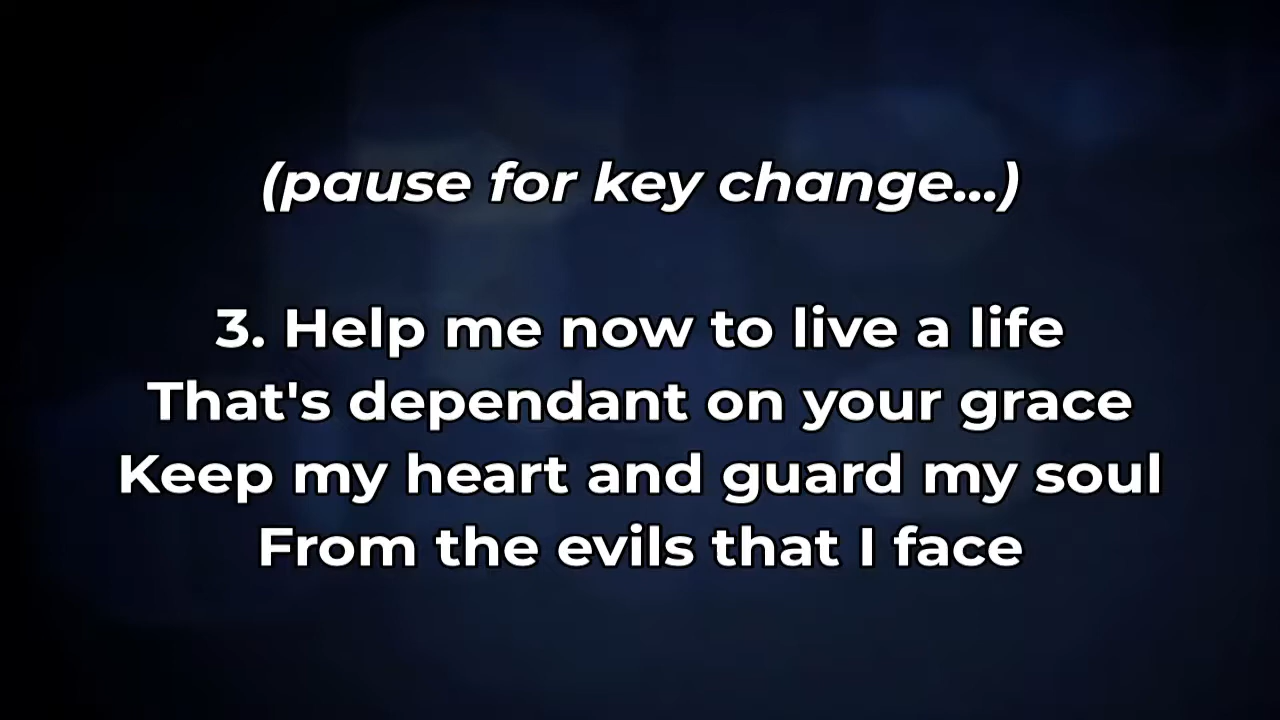 (pause for key change...)
3. Help me now to live a life
That's dependant on your grace
Keep my heart and guard my soul
From the evils that I face